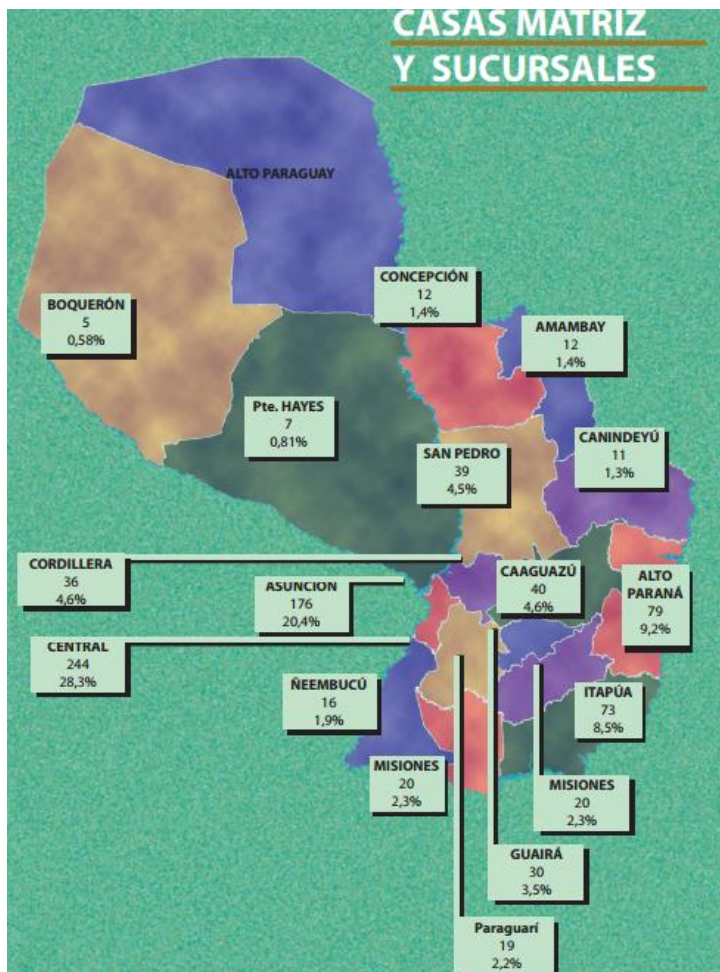 CASAS MATRIZ
Y SUCURSALES
ALTO PARAGUAY
CONCEPCIÓN
12
1,4%
BOQUERÓN
5
0,58%
AMAMBAY
12
1,4%
Pte. HAYES
7
0,81%
CANINDEYÚ
11
1,3%
SAN PEDRO
39
4,5%
CORDILLERA
36
4,6%
ASUNCIÓN
176
20,4%
CAAGUAZÚ
40
4,6%
ALTO
PARANÁ
79
9,2%
CENTRAL
244
28,3%
ÑEEMBUCÚ
16
1,9%
ITAPÚA
73
8,5%
MISIONES
20
2,3%
MISIONES
20
2,3%
GUAIRÁ
30
3,5%
Paraguarí
19
2,2%